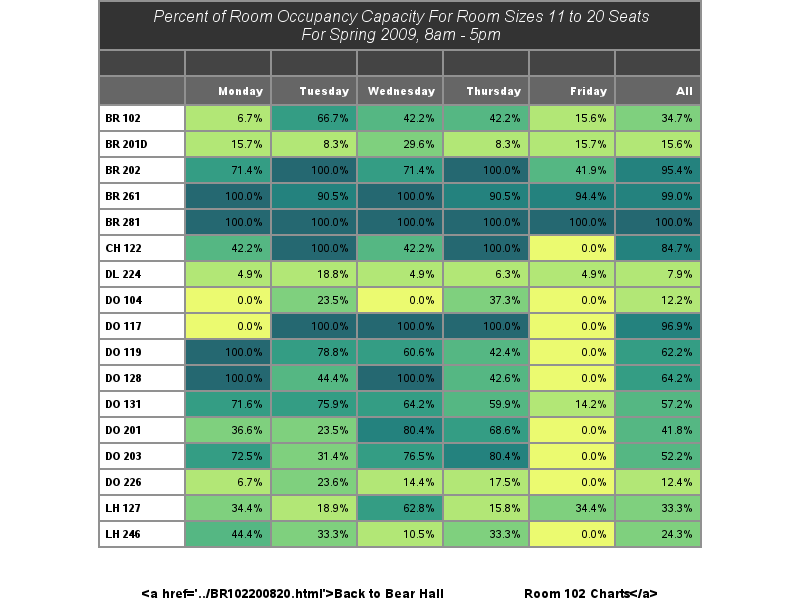 Percent of Room Occupancy Capacity For Room Sizes 11 to 20 Seats
For Spring 2009, 8am - 5pm
Monday Tuesday Wednesday Thursday Friday All
BR 102 6.7% 66.7% 42.2% 42.2% 15.6% 34.7%
BR 201D 15.7% 8.3% 29.6% 8.3% 15.7% 15.6%
BR 202 71.4% 100.0% 71.4% 100.0% 41.9% 95.4%
BR 261 100.0% 90.5% 100.0% 90.5% 94.4% 99.0%
BR 281 100.0% 100.0% 100.0% 100.0% 100.0% 100.0%
CH 122 42.2% 100.0% 42.2% 100.0% 0.0% 84.7%
DL 224 4.9% 18.8% 4.9% 6.3% 4.9% 7.9%
DO 104 0.0% 23.5% 0.0% 37.3% 0.0% 12.2%
DO 117 0.0% 100.0% 100.0% 100.0% 0.0% 96.9%
DO 119 100.0% 78.8% 60.6% 42.4% 0.0% 62.2%
DO 128 100.0% 44.4% 100.0% 42.6% 0.0% 64.2%
DO 131 71.6% 75.9% 64.2% 59.9% 14.2% 57.2%
DO 201 36.6% 23.5% 80.4% 68.6% 0.0% 41.8%
DO 203 72.5% 31.4% 76.5% 80.4% 0.0% 52.2%
DO 226 6.7% 23.6% 14.4% 17.5% 0.0% 12.4%
LH 127 34.4% 18.9% 62.8% 15.8% 34.4% 33.3%
LH 246 44.4% 33.3% 10.5% 33.3% 0.0% 24.3%
<a href='../BR102200820.html'>Back to Bear Hall Room 102 Charts</a>